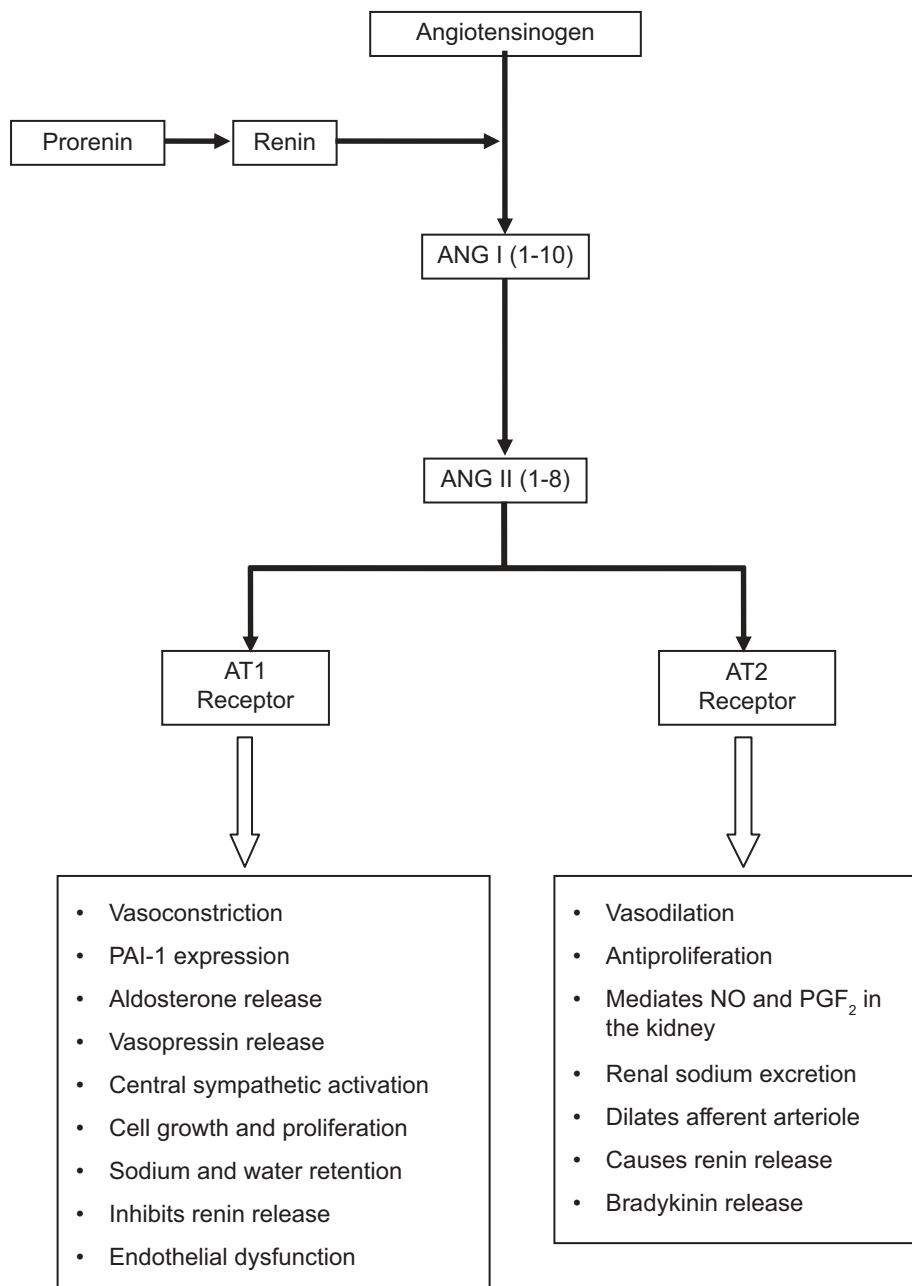 Angiotensinogen
Prorenin
Renin
ANG I (1-10)
ANG II (1-8)
AT1
Receptor
AT2
Receptor
• Vasoconstriction
• PAI-1 expression
• Aldosterone release
• Vasopressin release
• Central sympathetic activation
• Cell growth and proliferation
• Sodium and water retention
• Inhibits renin release
• Endothelial dysfunction
• Vasodilation
• Antiproliferation
• Mediates NO and PGF₂ in
the kidney
• Renal sodium excretion
• Dilates afferent arteriole
• Causes renin release
• Bradykinin release